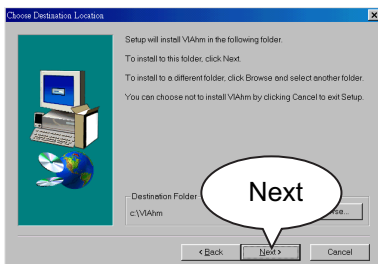 Choose Destination Location
Setup will install VIAhm in the following folder.
To install to this folder, click Next.
To install to a different folder, click Browse and select another folder.
You can choose not to install VIAhm by clicking Cancel to exit Setup.
Destination Folder
c:\VIAhm
Next
< Back Next > Cancel